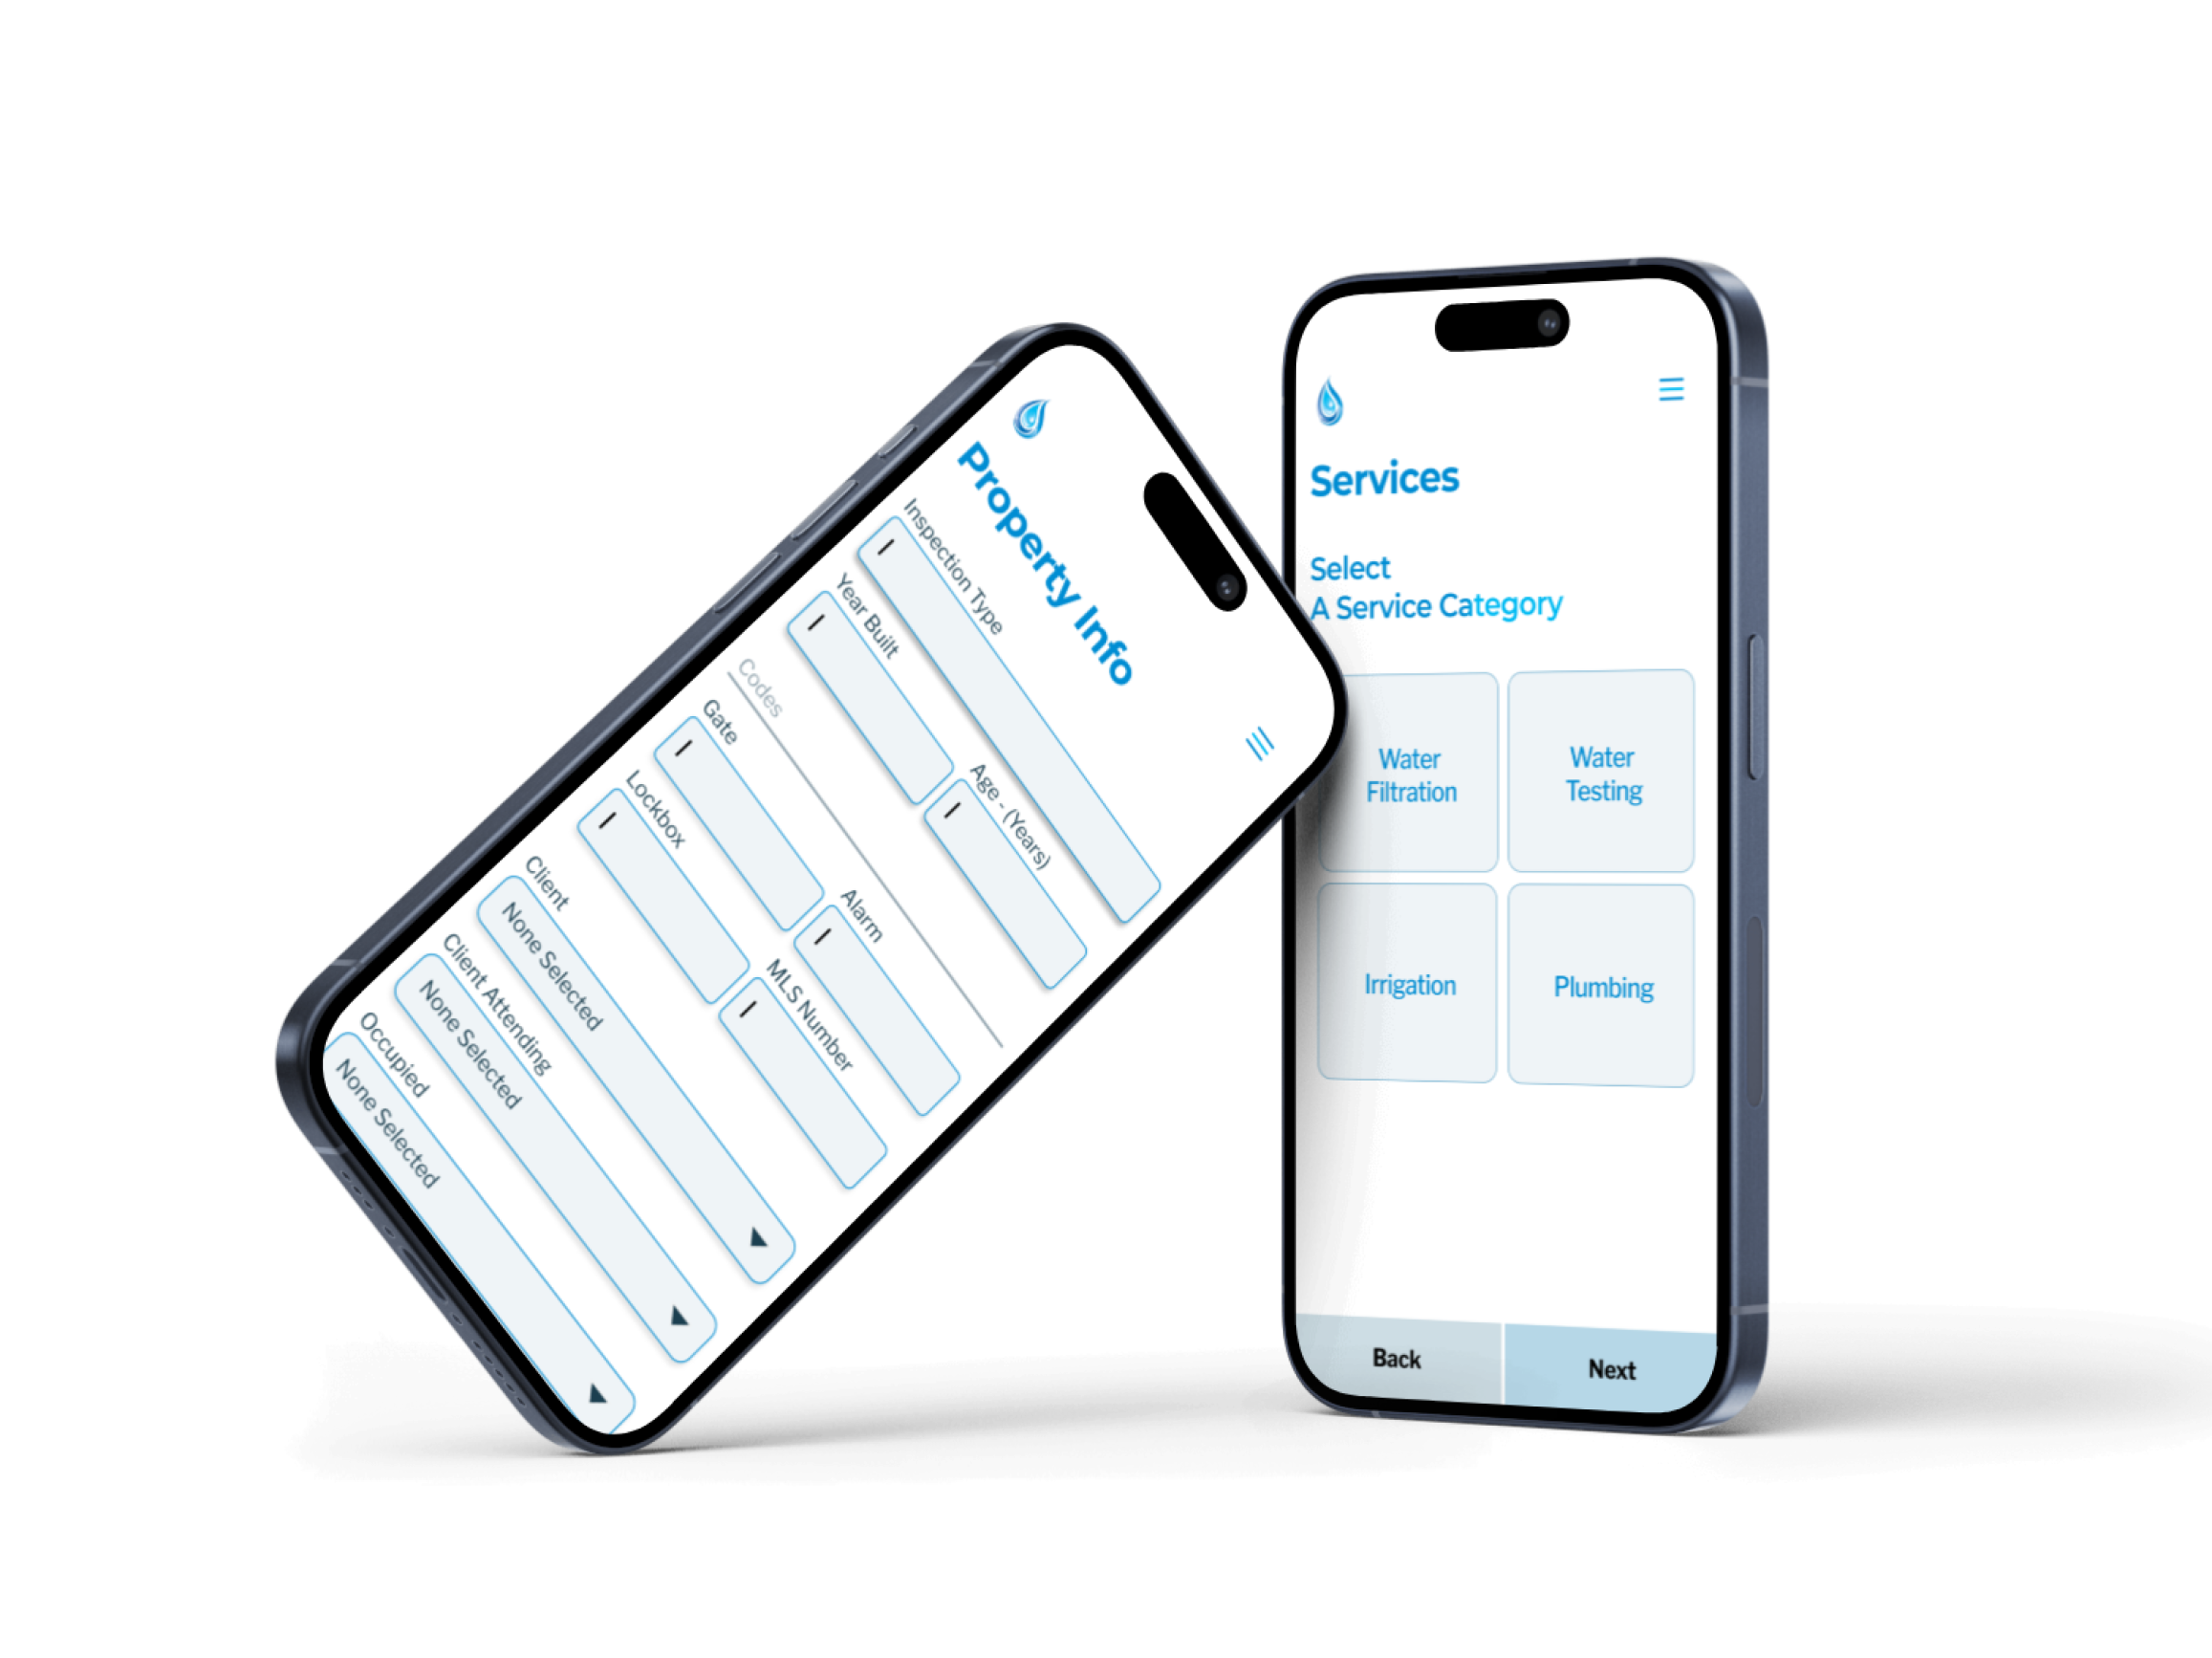 Property Info
Inspection Type
Year Built
Age - (Years)
Codes
Gate
Alarm
Lockbox
MLS Number
Client
None Selected
Client Attending
None Selected
Occupied
None Selected
Services
Select
A Service Category
Water
Filtration
Water
Testing
Irrigation
Plumbing
Back
Next